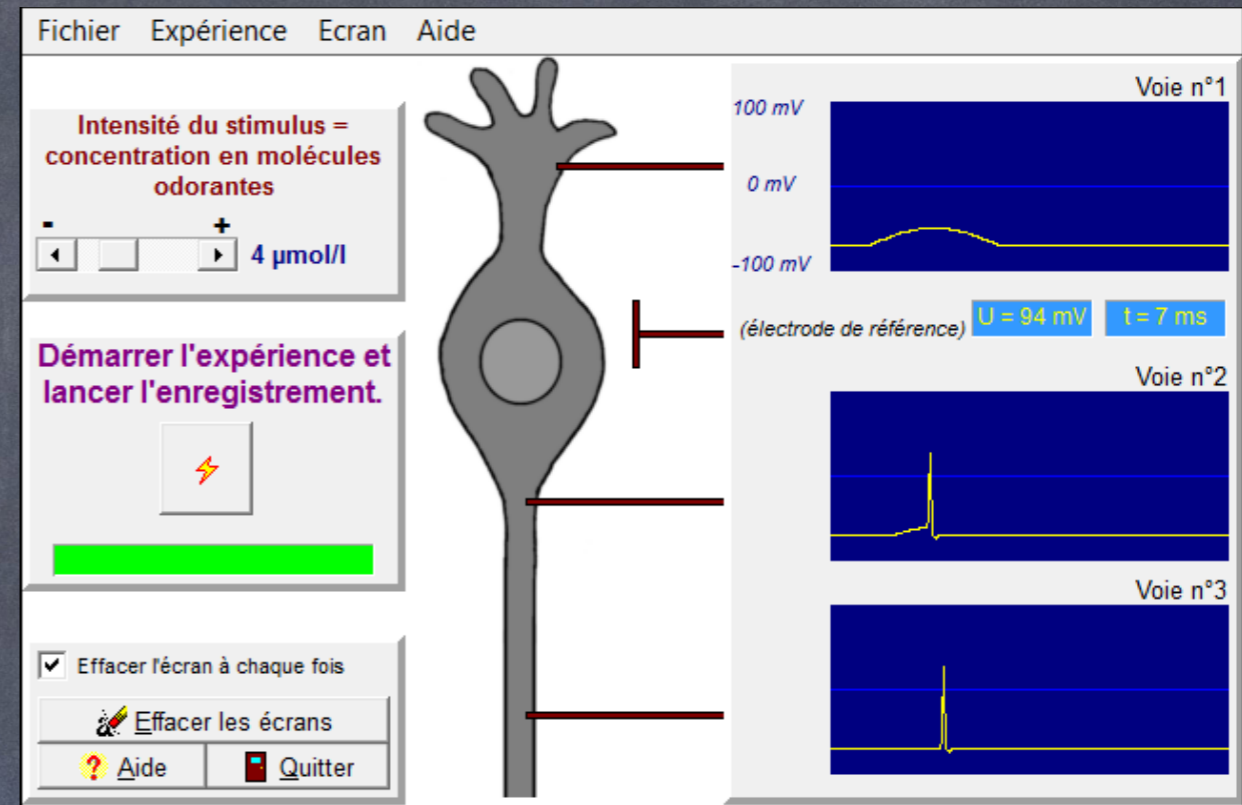 Fichier Expérience Ecran Aide
Intensité du stimulus =
concentration en molécules
odorantes
- +
4 µmol/l
Démarrer l'expérience et
lancer l'enregistrement.
Effacer l'écran à chaque fois
Effacer les écrans
? Aide
Quitter
Voie n°1
100 mV
0 mV
-100 mV
(électrode de référence)
U = 94 mV
t = 7 ms
Voie n°2
Voie n°3